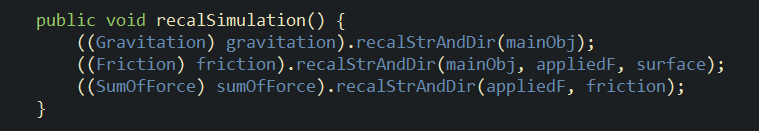 public void recalSimulation() {
((Gravitation) gravitation).recalStrAndDir(mainObj);
((Friction) friction).recalStrAndDir(mainObj, appliedF, surface);
((SumOfForce) sumOfForce).recalStrAndDir(appliedF, friction);
}